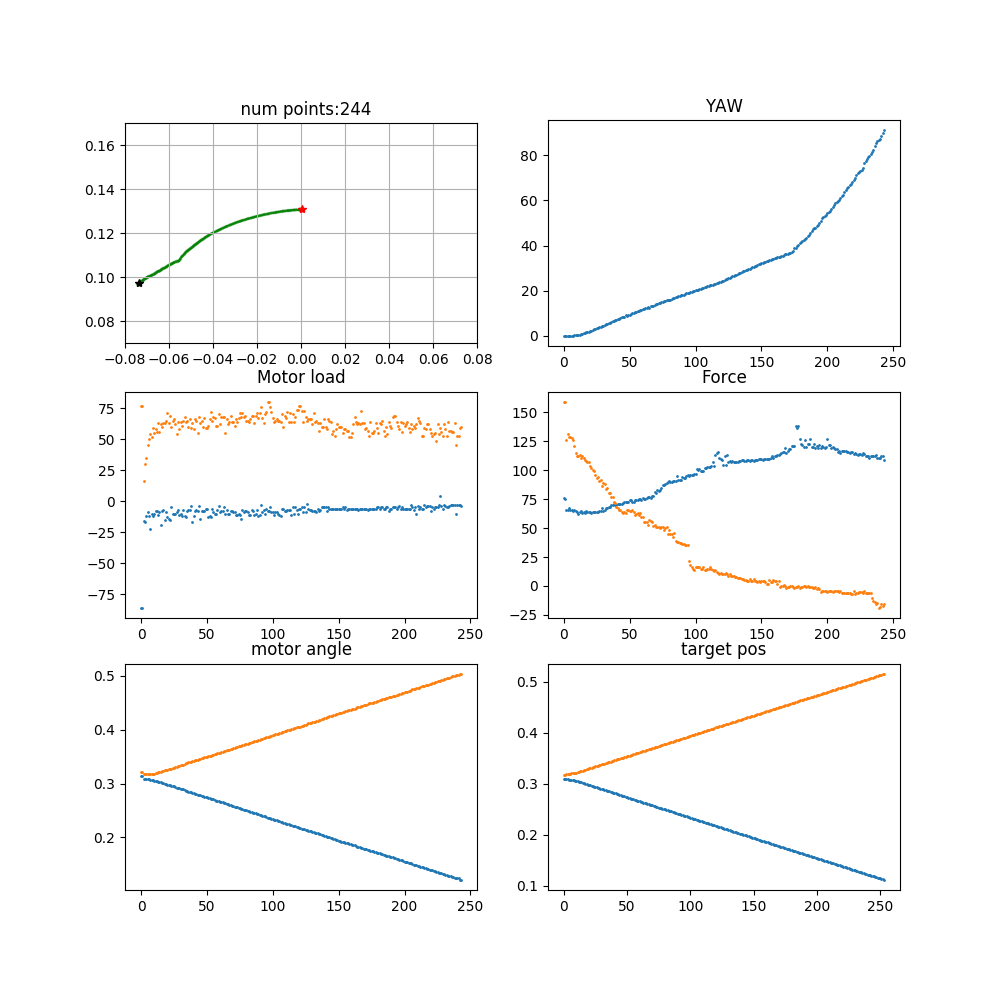 num points:244
YAW
0.16
0.14
0.12
0.10
0.08
−0.08 −0.06 −0.04 −0.02 0.00 0.02 0.04 0.06 0.08
80
60
40
20
0
0 50 100 150 200 250
Motor load
Force
75
50
25
0
−25
−50
−75
0 50 100 150 200 250
150
125
100
75
50
25
0
−25
0 50 100 150 200 250
motor angle
target pos
0.5
0.4
0.3
0.2
0 50 100 150 200 250
0.5
0.4
0.3
0.2
0.1
0 50 100 150 200 250